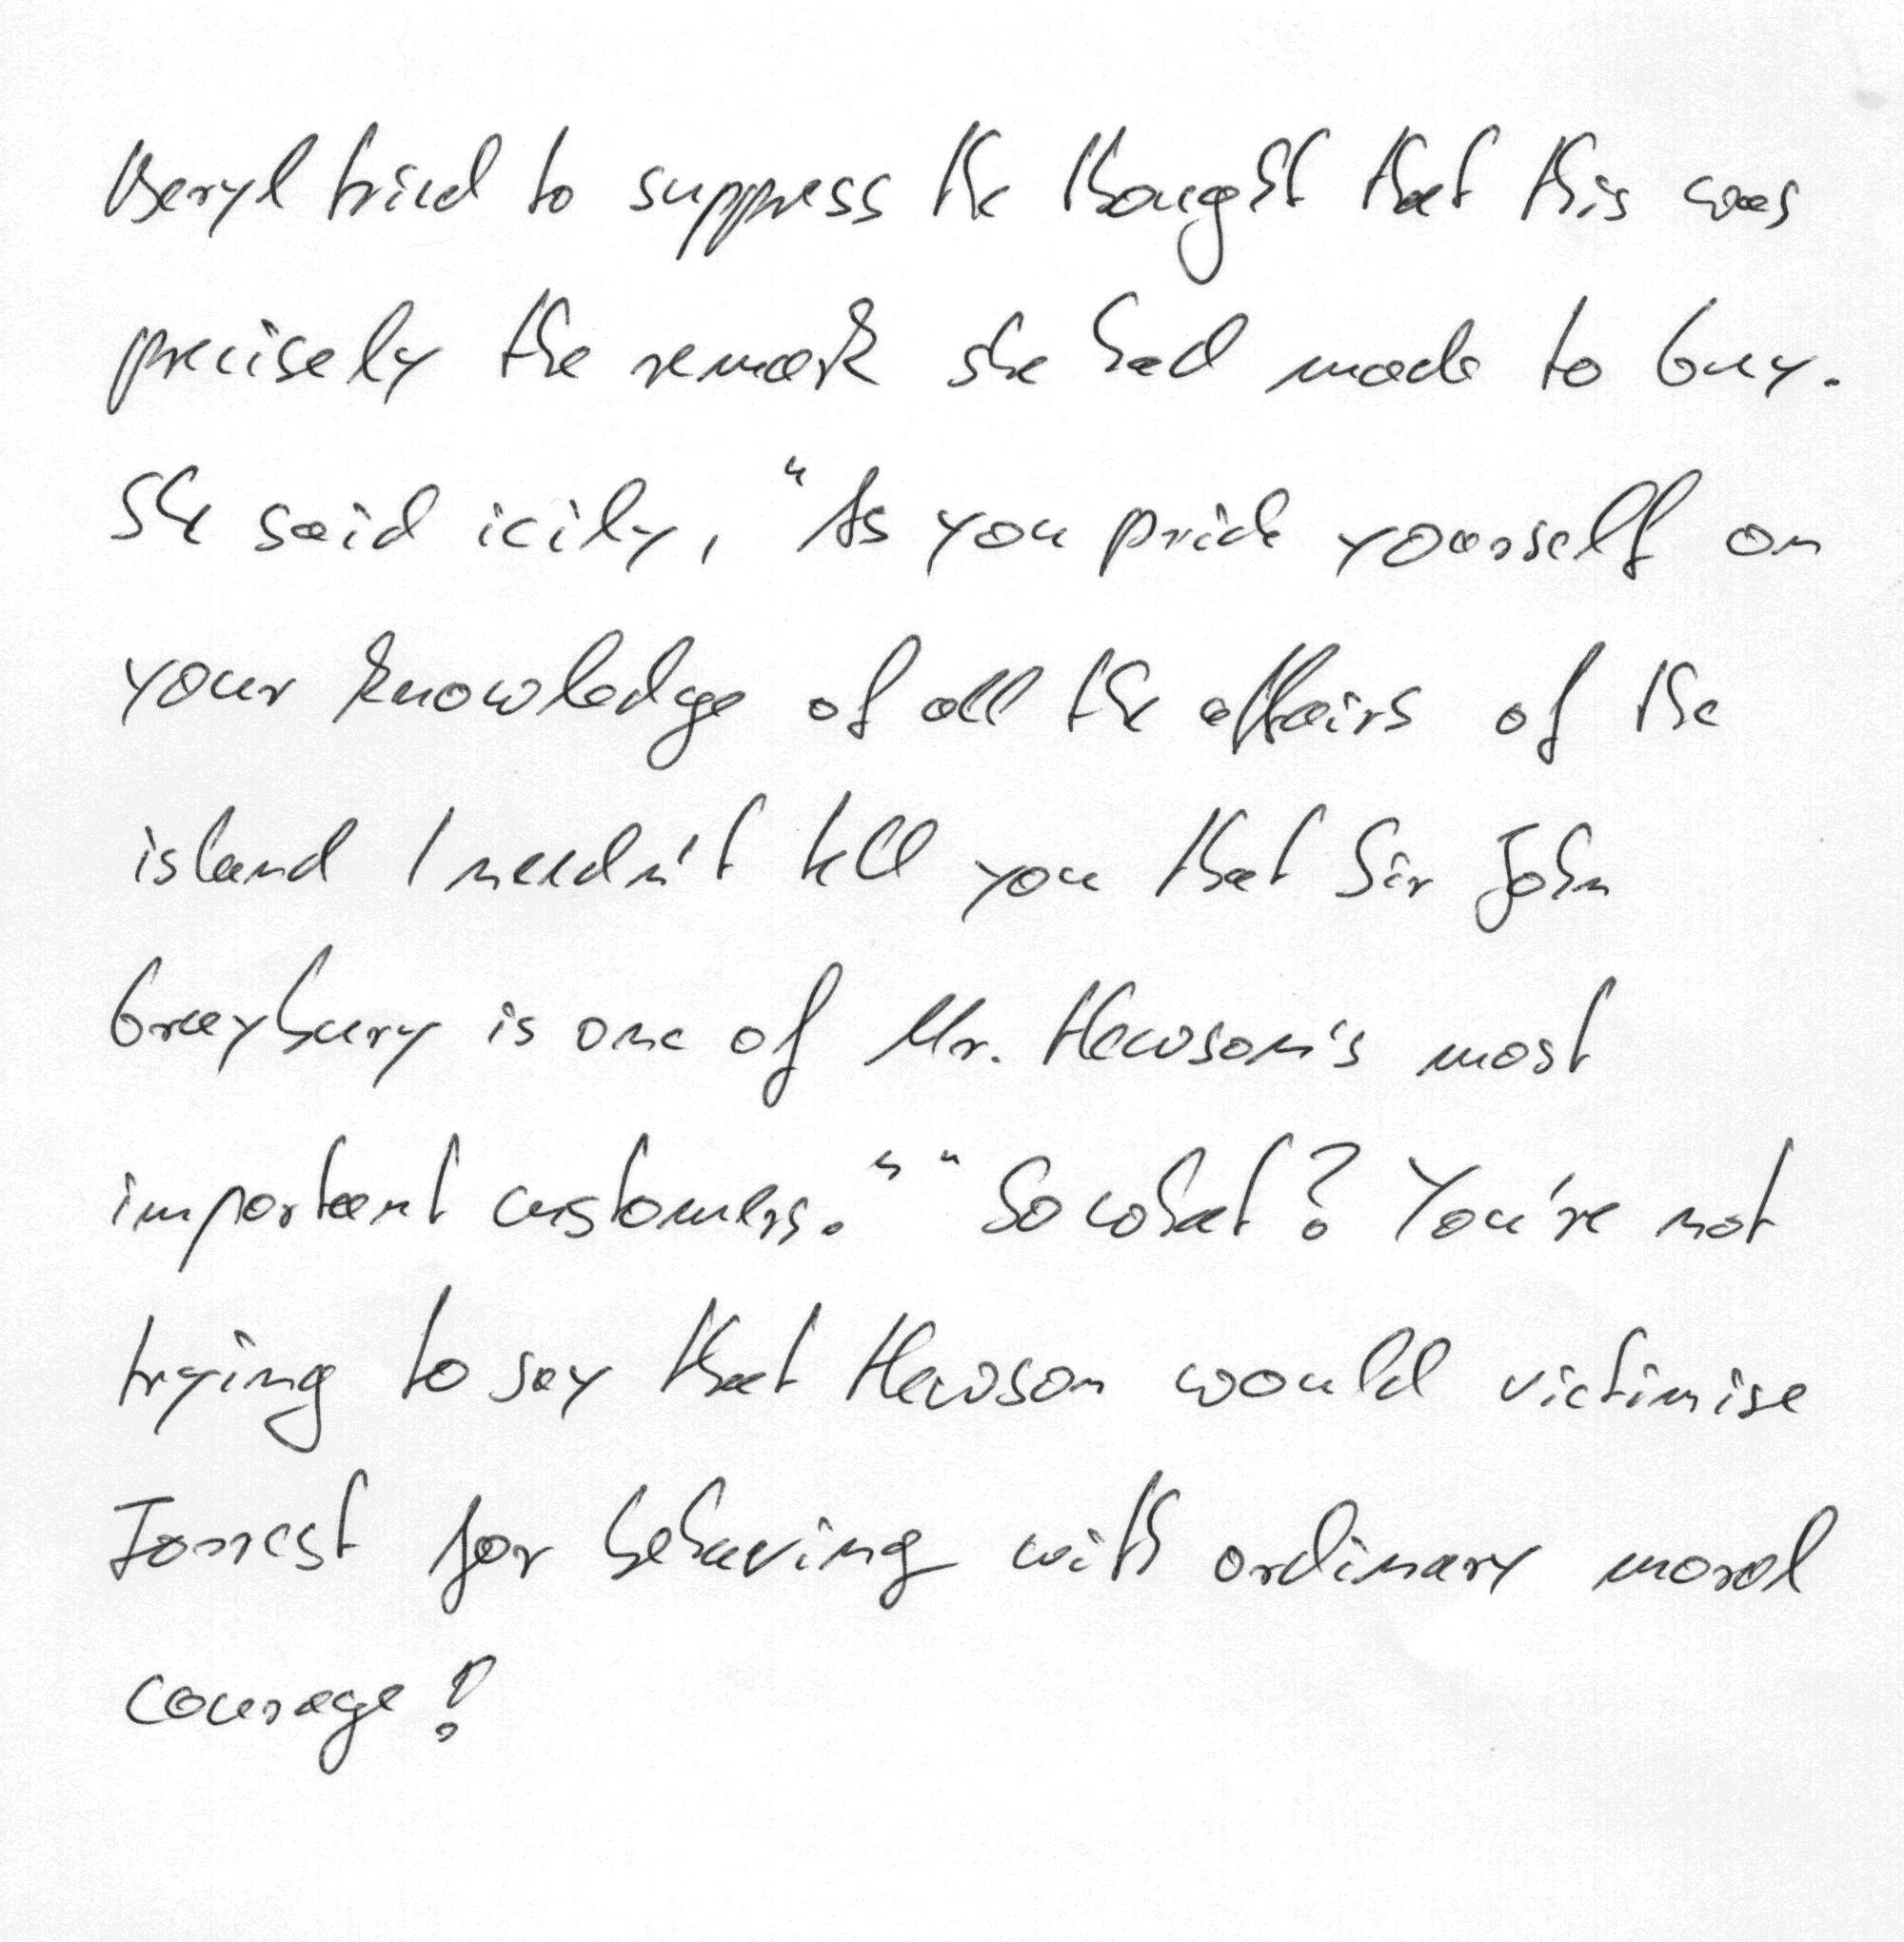 Beryl tried to suppress the thought that this was
precisely the remark she had made to Guy.
She said icily, "As you pride yourself on
your knowledge of all the affairs of the
island I needn't tell you that Sir John
Graybury is one of Mr. Hewson's most
important customers." "So what? You're not
trying to say that Hewson would victimise
Forrest for behaving with ordinary moral
courage?